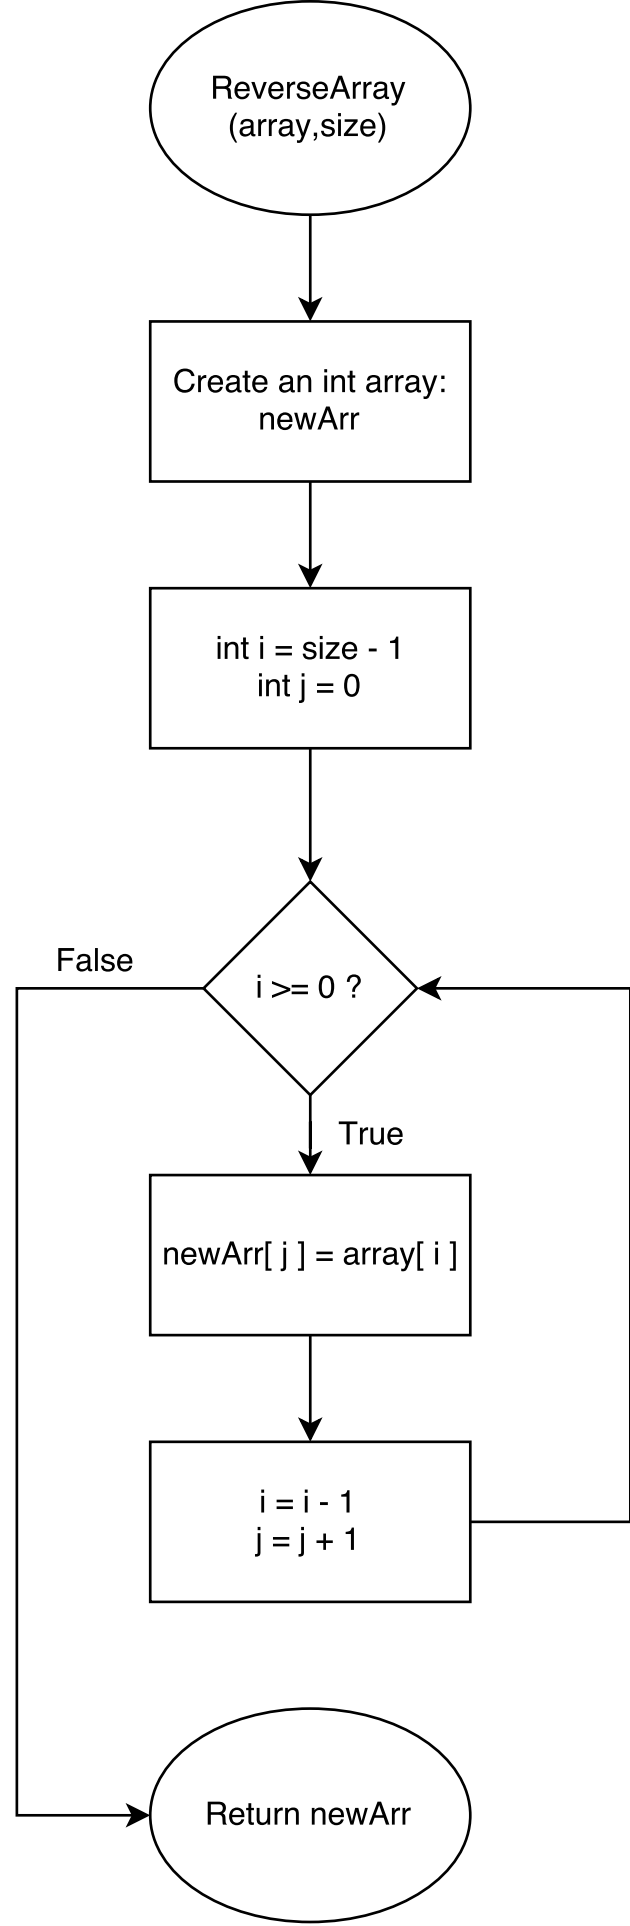 ReverseArray
(array,size)
Create an int array:
newArr
int i = size - 1
int j = 0
i >= 0 ?
False
True
newArr[ j ] = array[ i ]
i = i - 1
j = j + 1
Return newArr